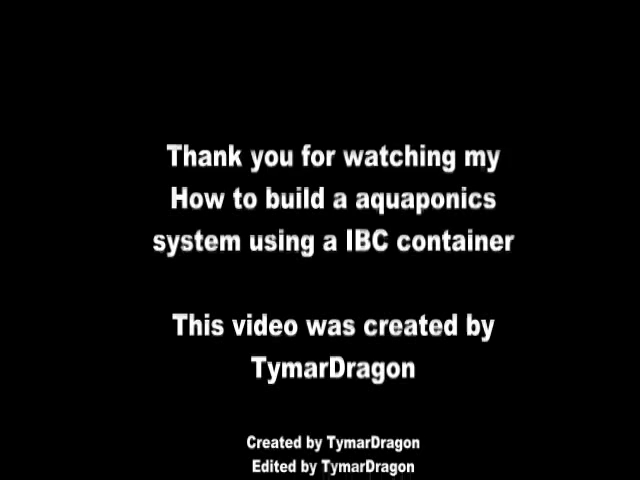 Thank you for watching my
How to build a aquaponics
system using a IBC container
This video was created by
TymarDragon
Created by TymarDragon
Edited by TymarDragon